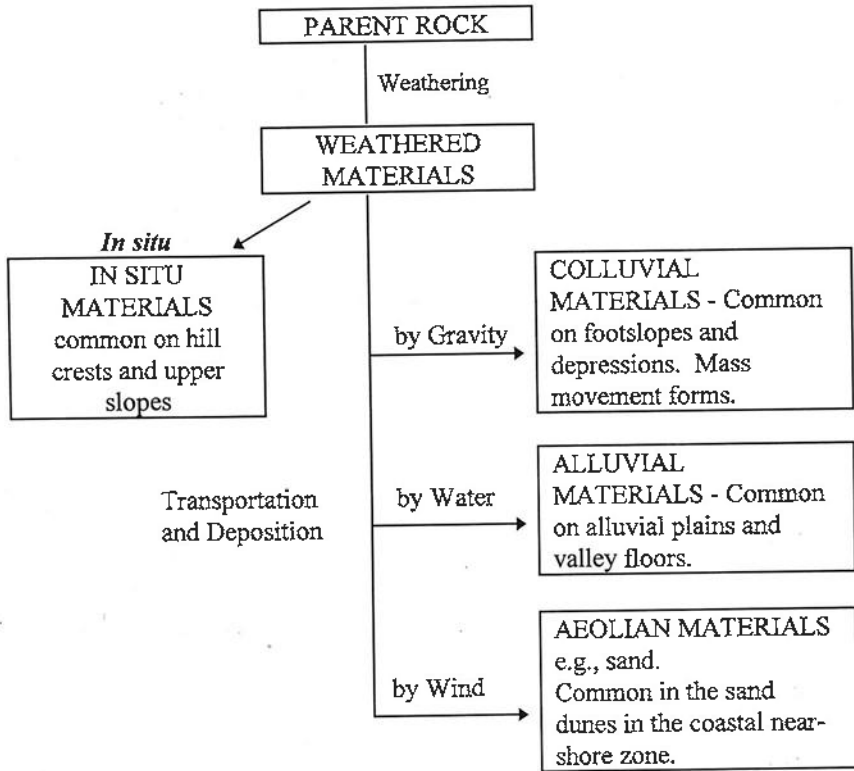 PARENT ROCK
Weathering
WEATHERED
MATERIALS
In situ
IN SITU
MATERIALS
common on hill
crests and upper
slopes
by Gravity
COLLUVIAL
MATERIALS - Common
on footslopes and
depressions. Mass
movement forms.
Transportation
and Deposition
by Water
ALLUVIAL
MATERIALS - Common
on alluvial plains and
valley floors.
by Wind
AEOLIAN MATERIALS
e.g., sand.
Common in the sand
dunes in the coastal near-
shore zone.